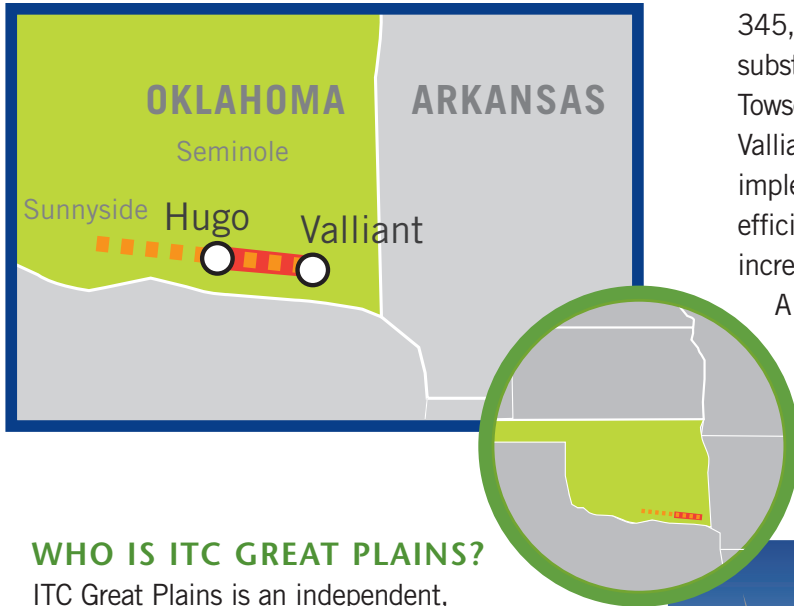 OKLAHOMA
ARKANSAS
Seminole
Sunnyside
Hugo
Valliant
345,
subst
Towso
Vallia
imple
effici
incre
A
WHO IS ITC GREAT PLAINS?
ITC Great Plains is an independent,